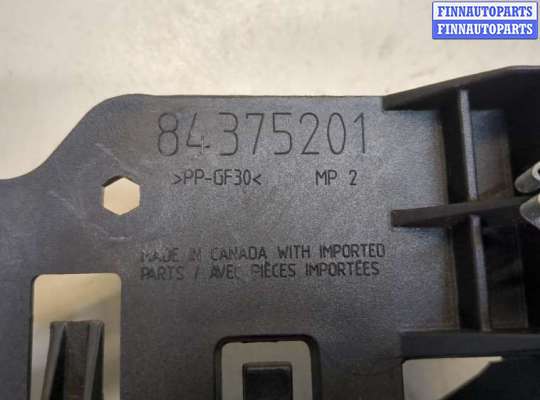 FINNAUTOPARTS
FINNAUTOPARTS
84375201
>PP-GF30< MP 2
MADE IN CANADA WITH IMPORTED
PARTS / AVEC PIÈCES IMPORTÉES